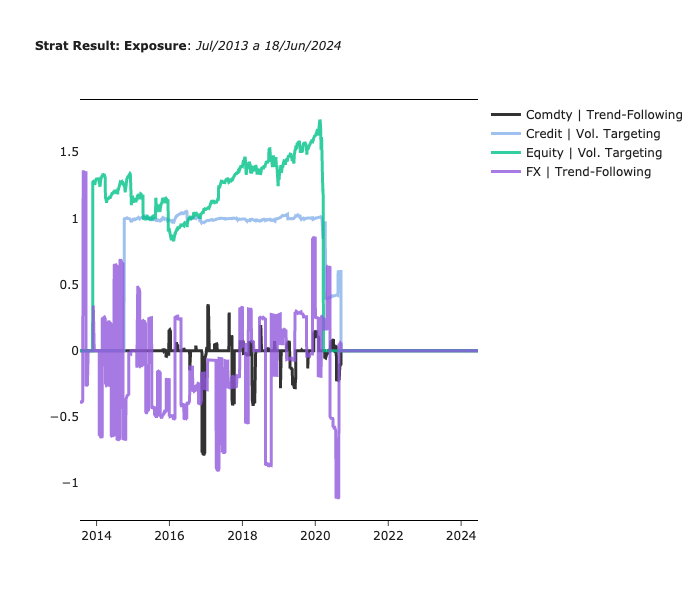 Strat Result: Exposure: Jul/2013 a 18/Jun/2024
Comdty | Trend-Following
Credit | Vol. Targeting
Equity | Vol. Targeting
FX | Trend-Following
1.5
1
0.5
0
−0.5
−1
2014 2016 2018 2020 2022 2024